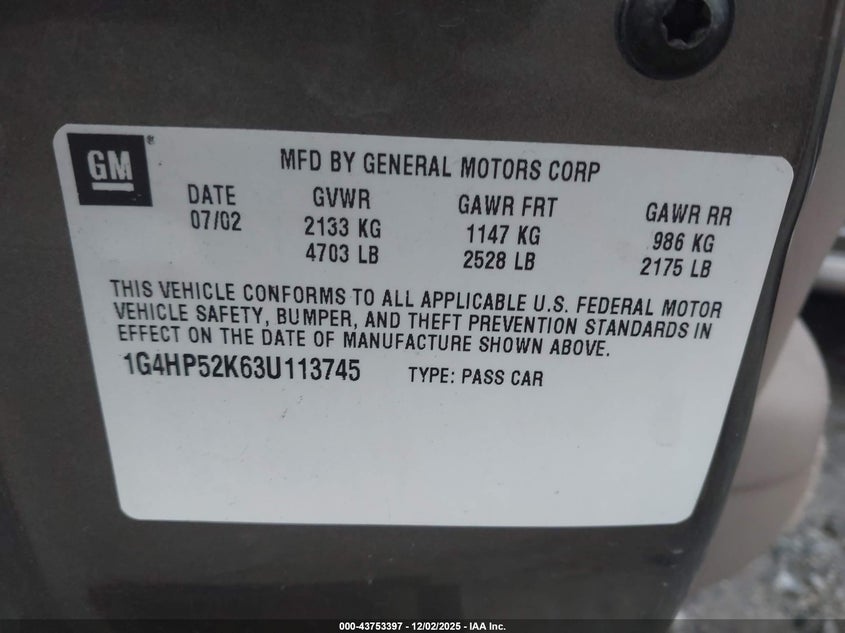 GM®
MFD BY GENERAL MOTORS CORP
DATE GVWR GAWR FRT GAWR RR
07/02 2133 KG 1147 KG 986 KG
4703 LB 2528 LB 2175 LB
THIS VEHICLE CONFORMS TO ALL APPLICABLE U.S. FEDERAL MOTOR
VEHICLE SAFETY, BUMPER, AND THEFT PREVENTION STANDARDS IN
EFFECT ON THE DATE OF MANUFACTURE SHOWN ABOVE.
1G4HP52K63U113745 TYPE: PASS CAR
000-43753397 - 12/02/2025 - IAA Inc.